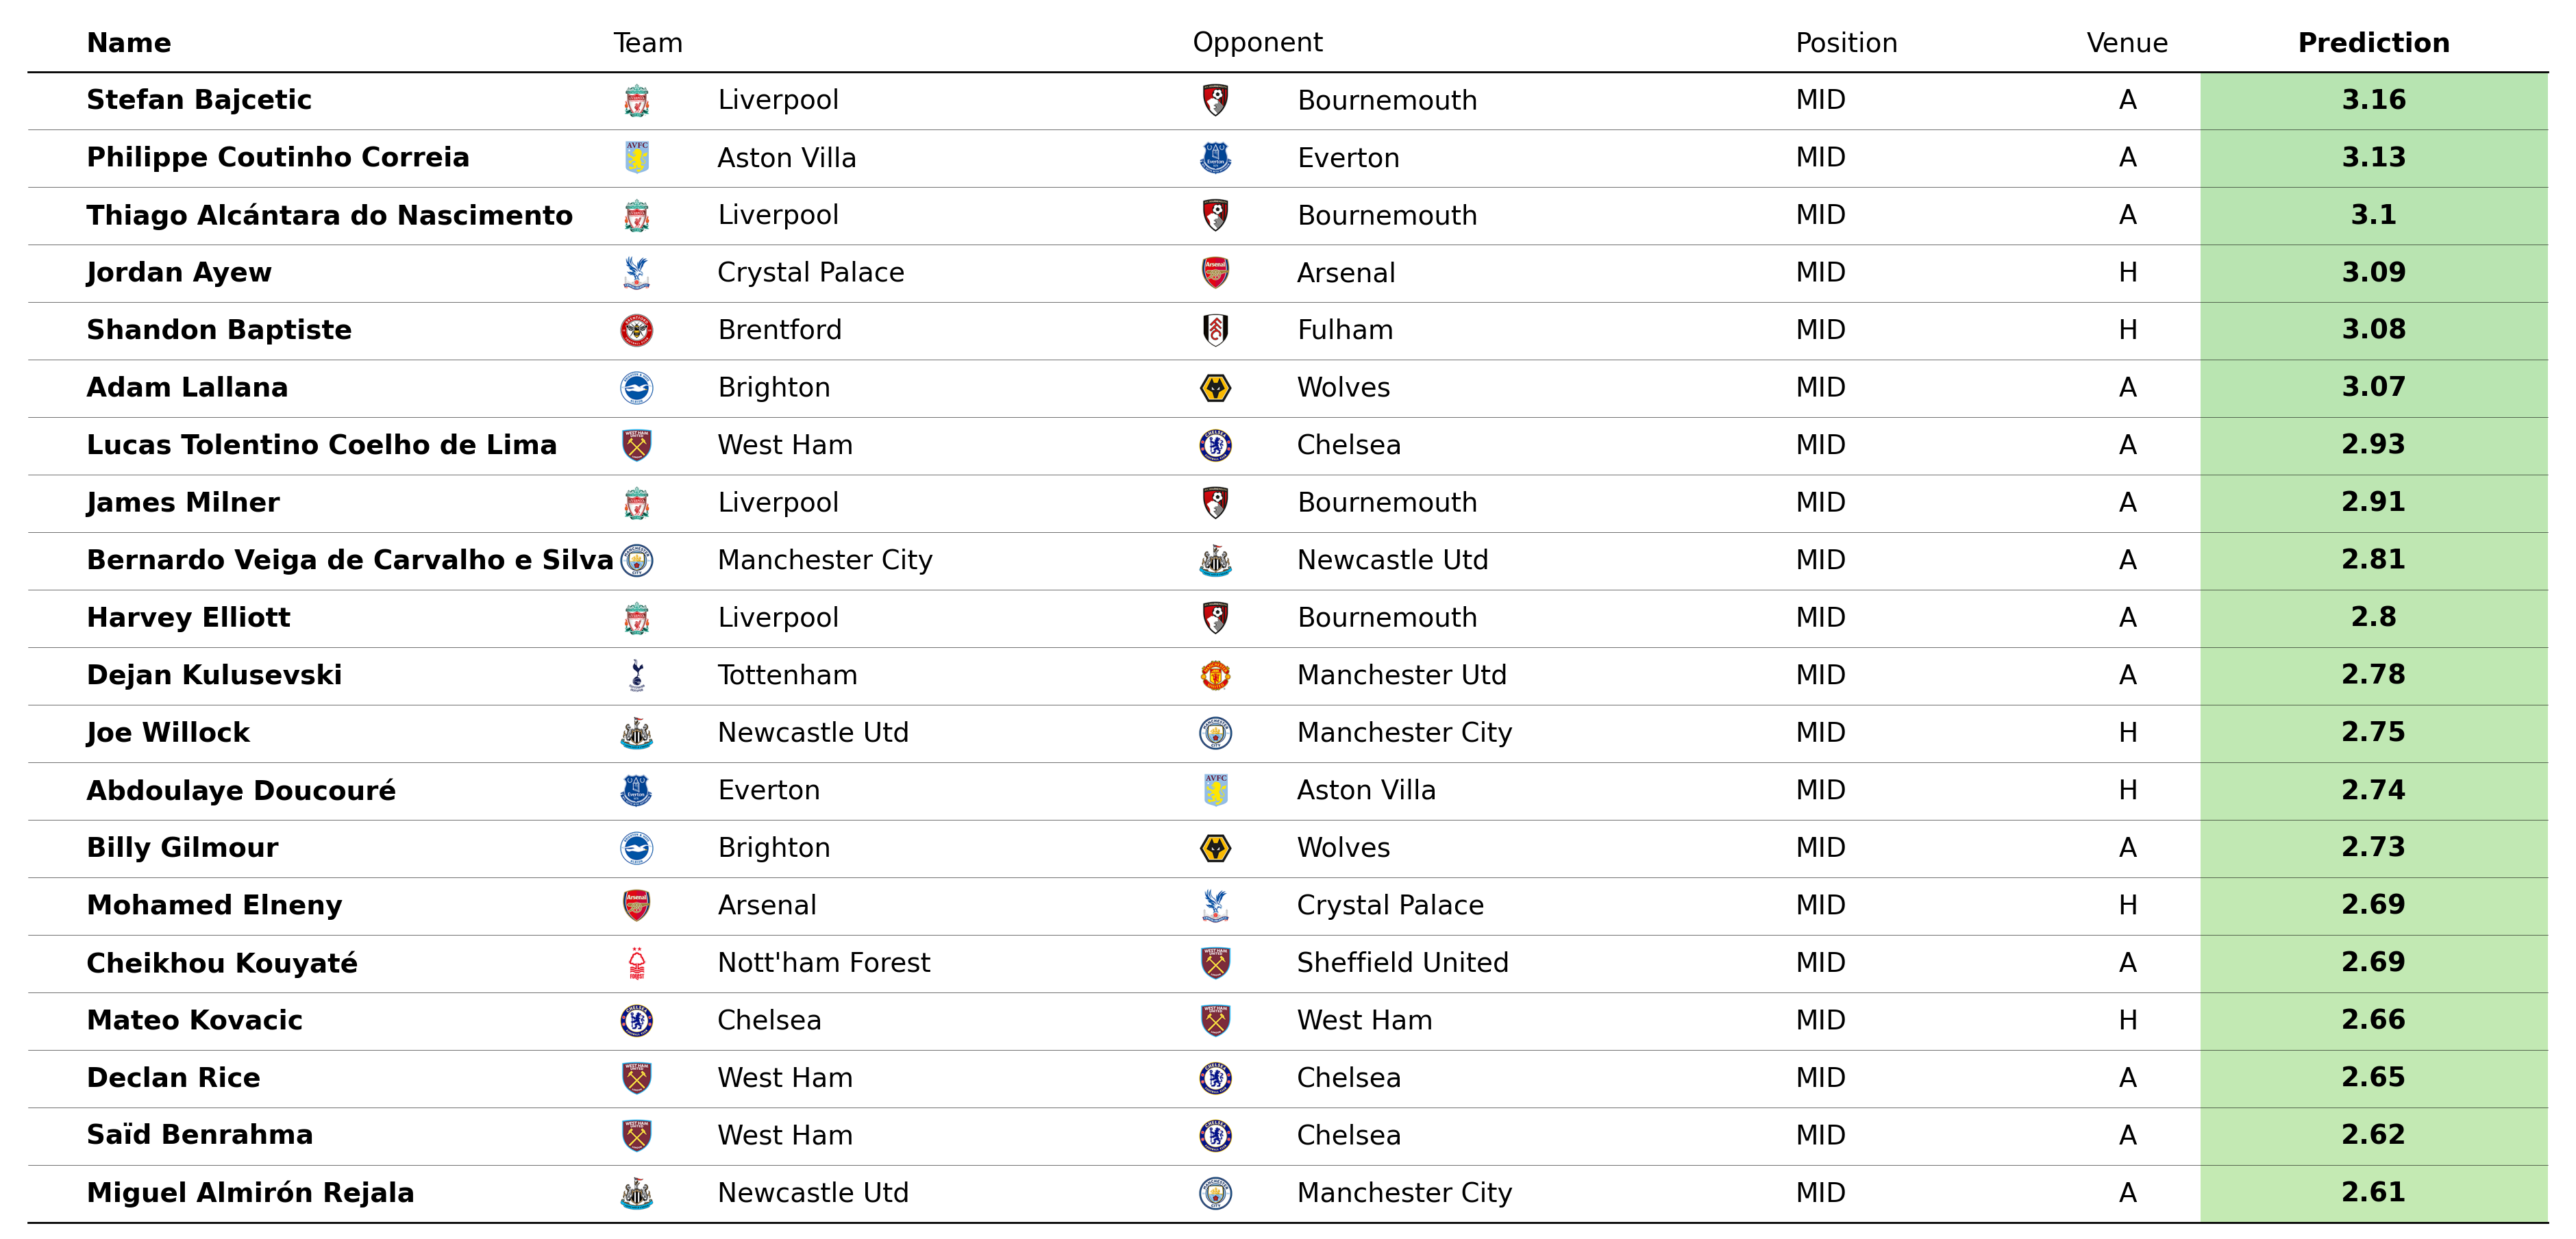 Name Team Opponent Position Venue Prediction
Stefan Bajcetic Liverpool Bournemouth MID A 3.16
Philippe Coutinho Correia Aston Villa Everton MID A 3.13
Thiago Alcántara do Nascimento Liverpool Bournemouth MID A 3.1
Jordan Ayew Crystal Palace Arsenal MID H 3.09
Shandon Baptiste Brentford Fulham MID H 3.08
Adam Lallana Brighton Wolves MID A 3.07
Lucas Tolentino Coelho de Lima West Ham Chelsea MID A 2.93
James Milner Liverpool Bournemouth MID A 2.91
Bernardo Veiga de Carvalho e Silva Manchester City Newcastle Utd MID A 2.81
Harvey Elliott Liverpool Bournemouth MID A 2.8
Dejan Kulusevski Tottenham Manchester Utd MID A 2.78
Joe Willock Newcastle Utd Manchester City MID H 2.75
Abdoulaye Doucouré Everton Aston Villa MID H 2.74
Billy Gilmour Brighton Wolves MID A 2.73
Mohamed Elneny Arsenal Crystal Palace MID H 2.69
Cheikhou Kouyaté Nott'ham Forest Sheffield United MID A 2.69
Mateo Kovacic Chelsea West Ham MID H 2.66
Declan Rice West Ham Chelsea MID A 2.65
Saïd Benrahma West Ham Chelsea MID A 2.62
Miguel Almirón Rejala Newcastle Utd Manchester City MID A 2.61